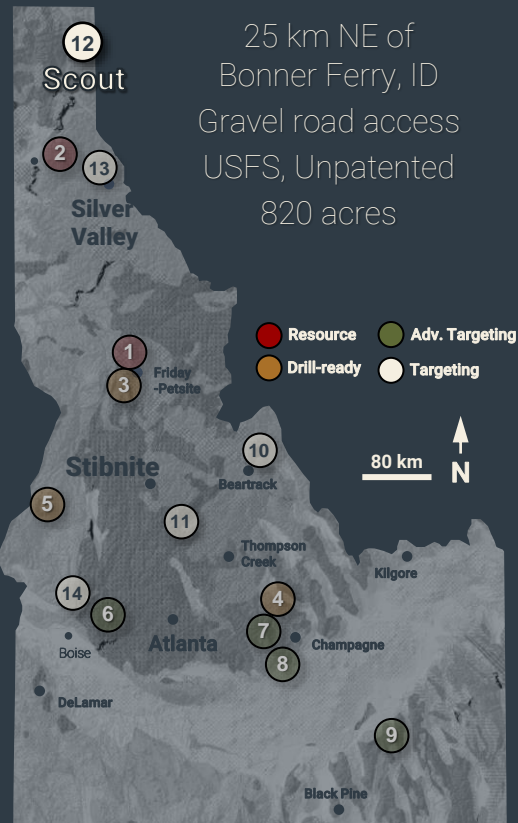 25 km NE of
Bonner Ferry, ID
Gravel road access
USFS, Unpatented
820 acres
12
Scout
2
13
Silver
Valley
Resource
Adv. Targeting
Drill-ready
Targeting
1
3
Friday
-Petsite
80 km
N
10
Beartrack
Stibnite
5
11
Thompson
Creek
Kilgore
14
6
4
7
8
Champagne
Atlanta
Boise
DeLamar
9
Black Pine